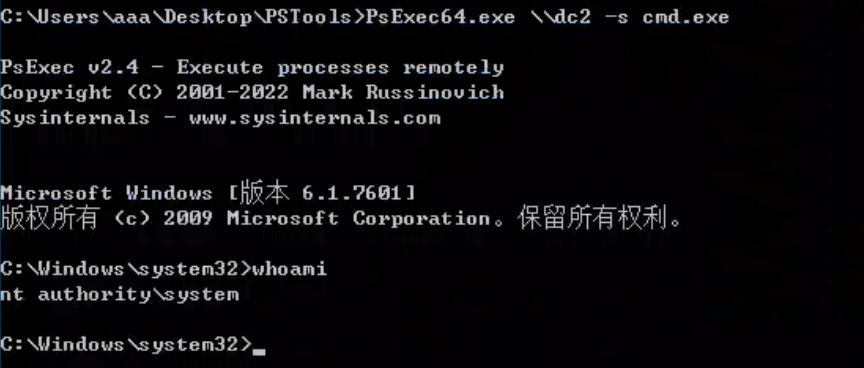 C:\Users\aaa\Desktop\PSTools>PsExec64.exe \\dc2 -s cmd.exe
PsExec v2.4 - Execute processes remotely
Copyright (C) 2001-2022 Mark Russinovich
Sysinternals - www.sysinternals.com
Microsoft Windows [版本 6.1.7601]
版权所有 (c) 2009 Microsoft Corporation。保留所有权利。
C:\Windows\system32>whoami
nt authority\system
C:\Windows\system32>_